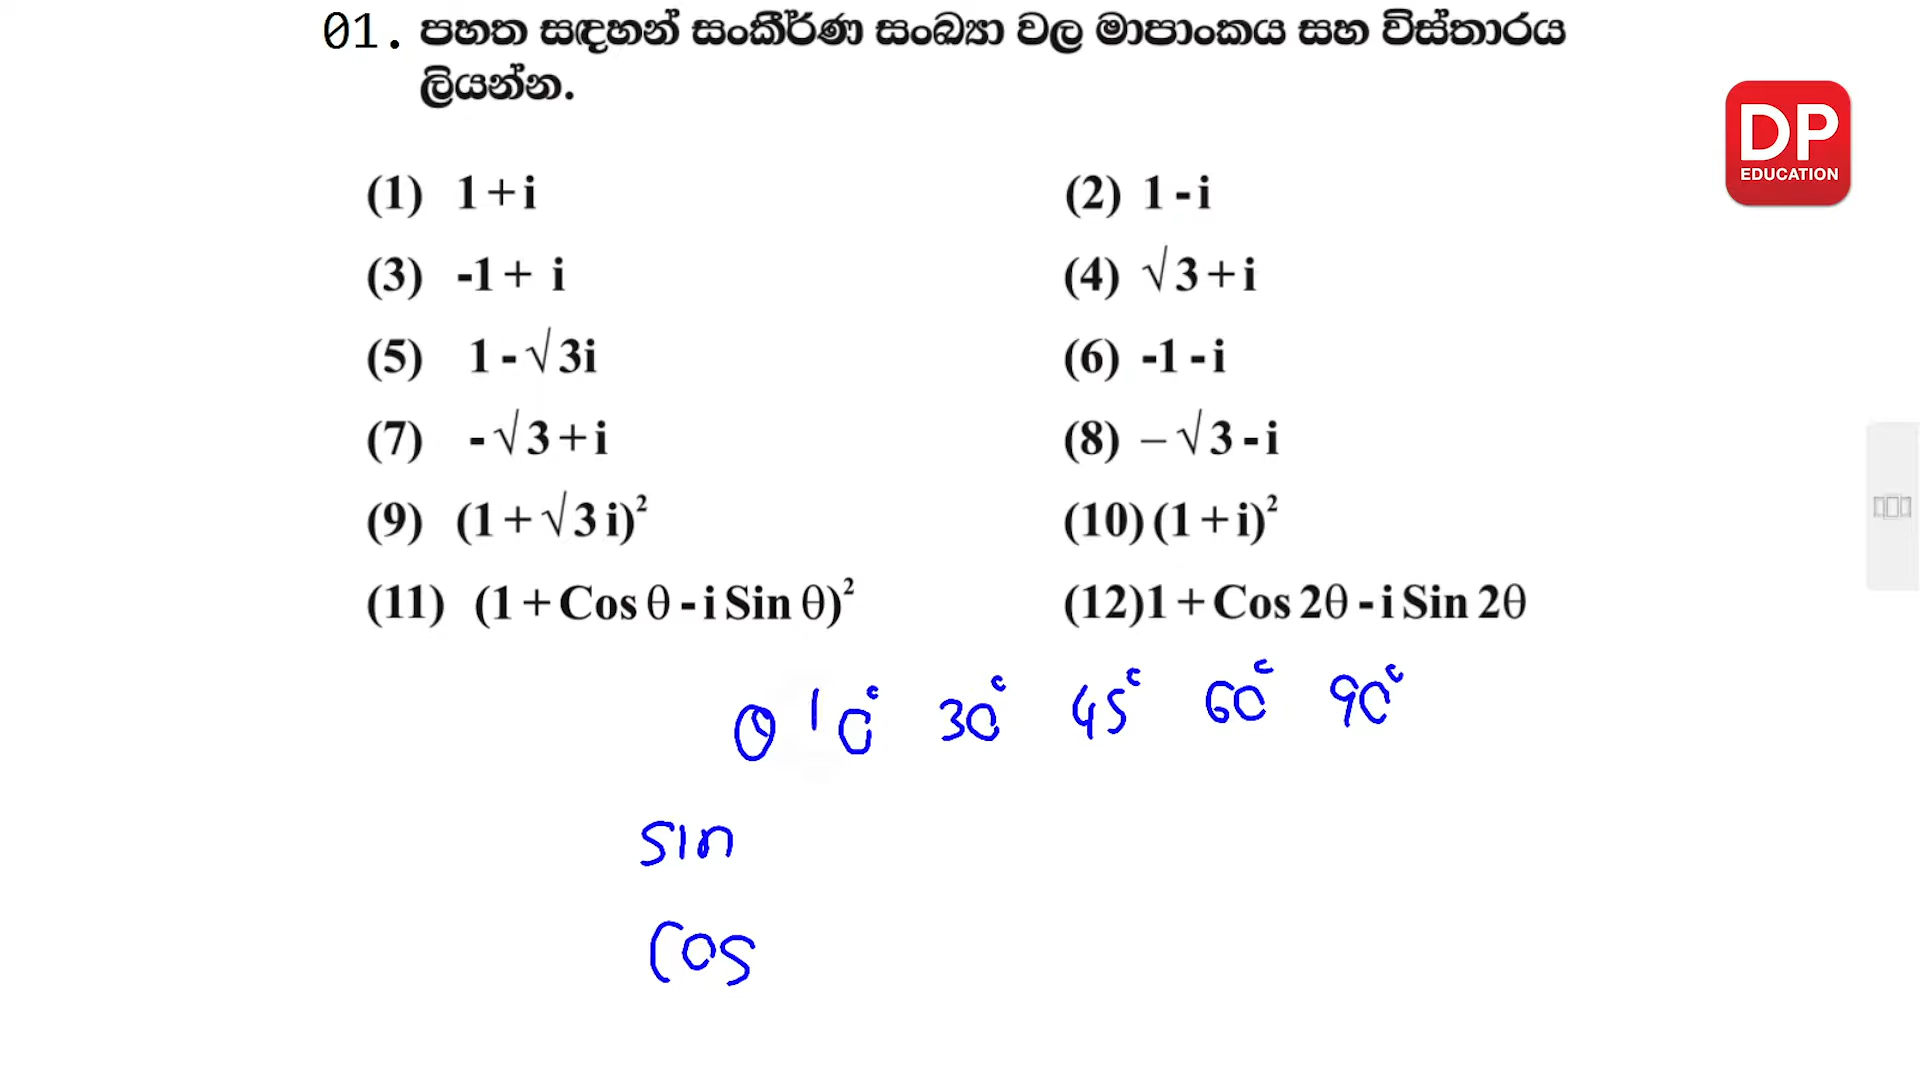 01. පහත සඳහන් සංකීර්ණ සංඛ්‍යා වල මාපාංකය සහ විස්තාරය
ලියන්න.
DP
EDUCATION
(1) 1 + i
(2) 1 - i
(3) -1 + i
(4) √3 + i
(5) 1 - √3i
(6) -1 - i
(7) -√3 + i
(8) – √3 - i
(9) (1 + √3 i)²
(10) (1 + i)²
(11) (1 + Cos θ - i Sin θ)²
(12)1 + Cos 2θ - i Sin 2θ
θ | 0° 30° 45° 60° 90°
sin
cos